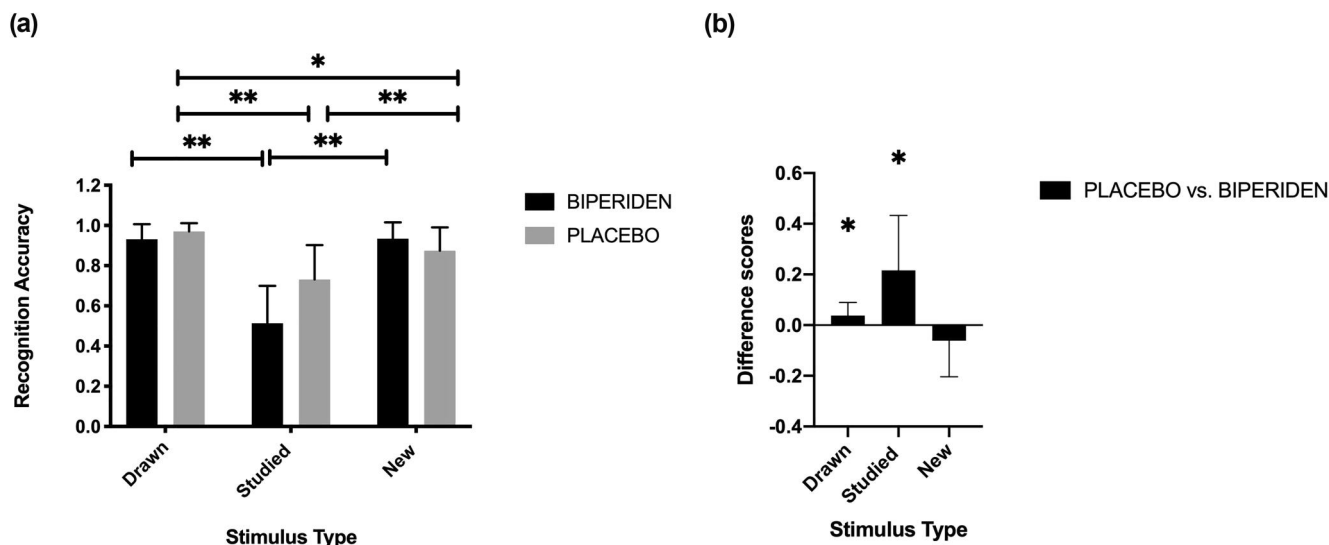 (a)
*
** **
** **
1.2
1.0
0.8
0.6
0.4
0.2
0.0
Recognition Accuracy
Drawn
Studied
New
Stimulus Type
BIPERIDEN
PLACEBO
(b)
*
*
0.6
0.4
0.2
0.0
-0.2
-0.4
Difference scores
Drawn
Studied
New
Stimulus Type
PLACEBO vs. BIPERIDEN